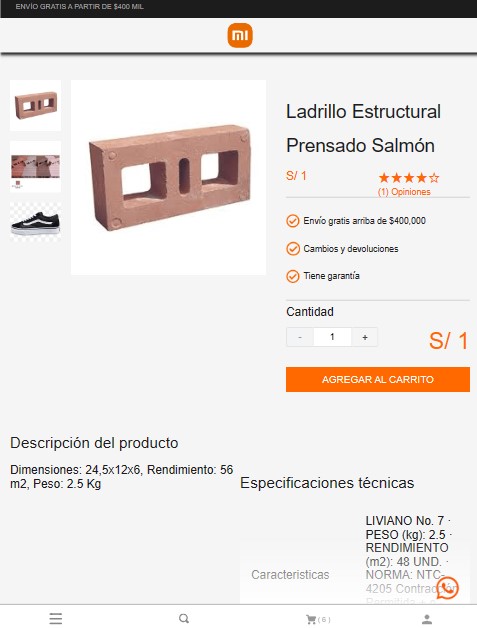 ENVÍO GRATIS A PARTIR DE $400 MIL
mi
Ladrillo Estructural
Prensado Salmón
S/ 1
(1) Opiniones
Envío gratis arriba de $400,000
Cambios y devoluciones
Tiene garantía
Cantidad
- 1 +
S/ 1
AGREGAR AL CARRITO
Descripción del producto
Dimensiones: 24,5x12x6, Rendimiento: 56
m2, Peso: 2.5 Kg
Especificaciones técnicas
LIVIANO No. 7 ·
PESO (kg): 2.5 ·
RENDIMIENTO
(m2): 48 UND. ·
Caracteristicas
NORMA: NTC-
4205 Contracción
( 6 )